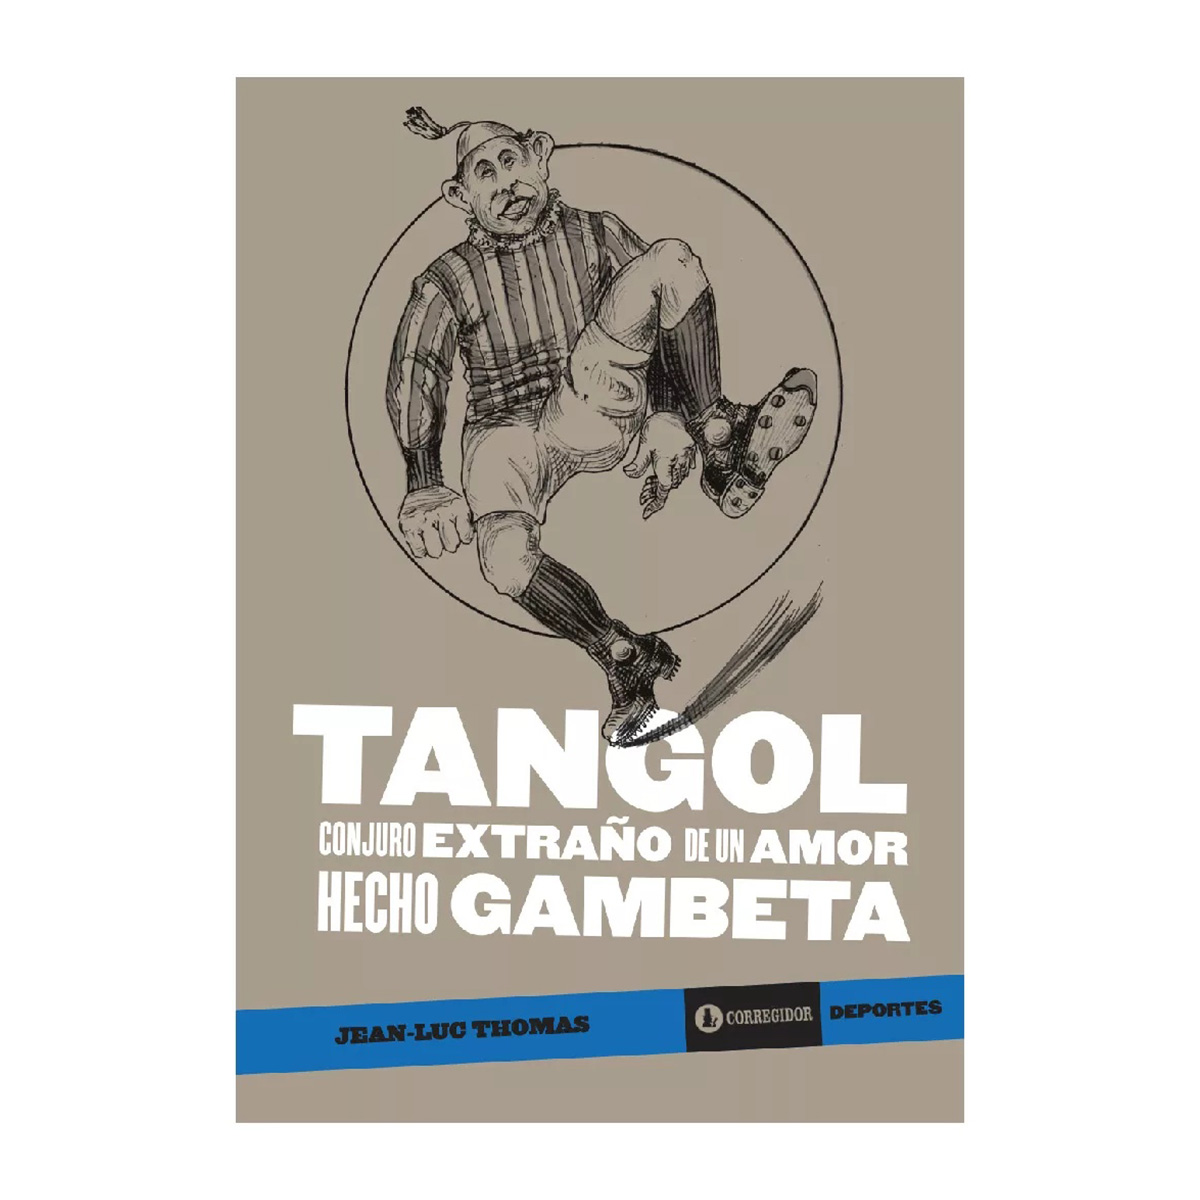 TANGOL
CONJURO EXTRAÑO DE UN AMOR
HECHO GAMBETA
JEAN-LUC THOMAS
CORREGIDOR
DEPORTES